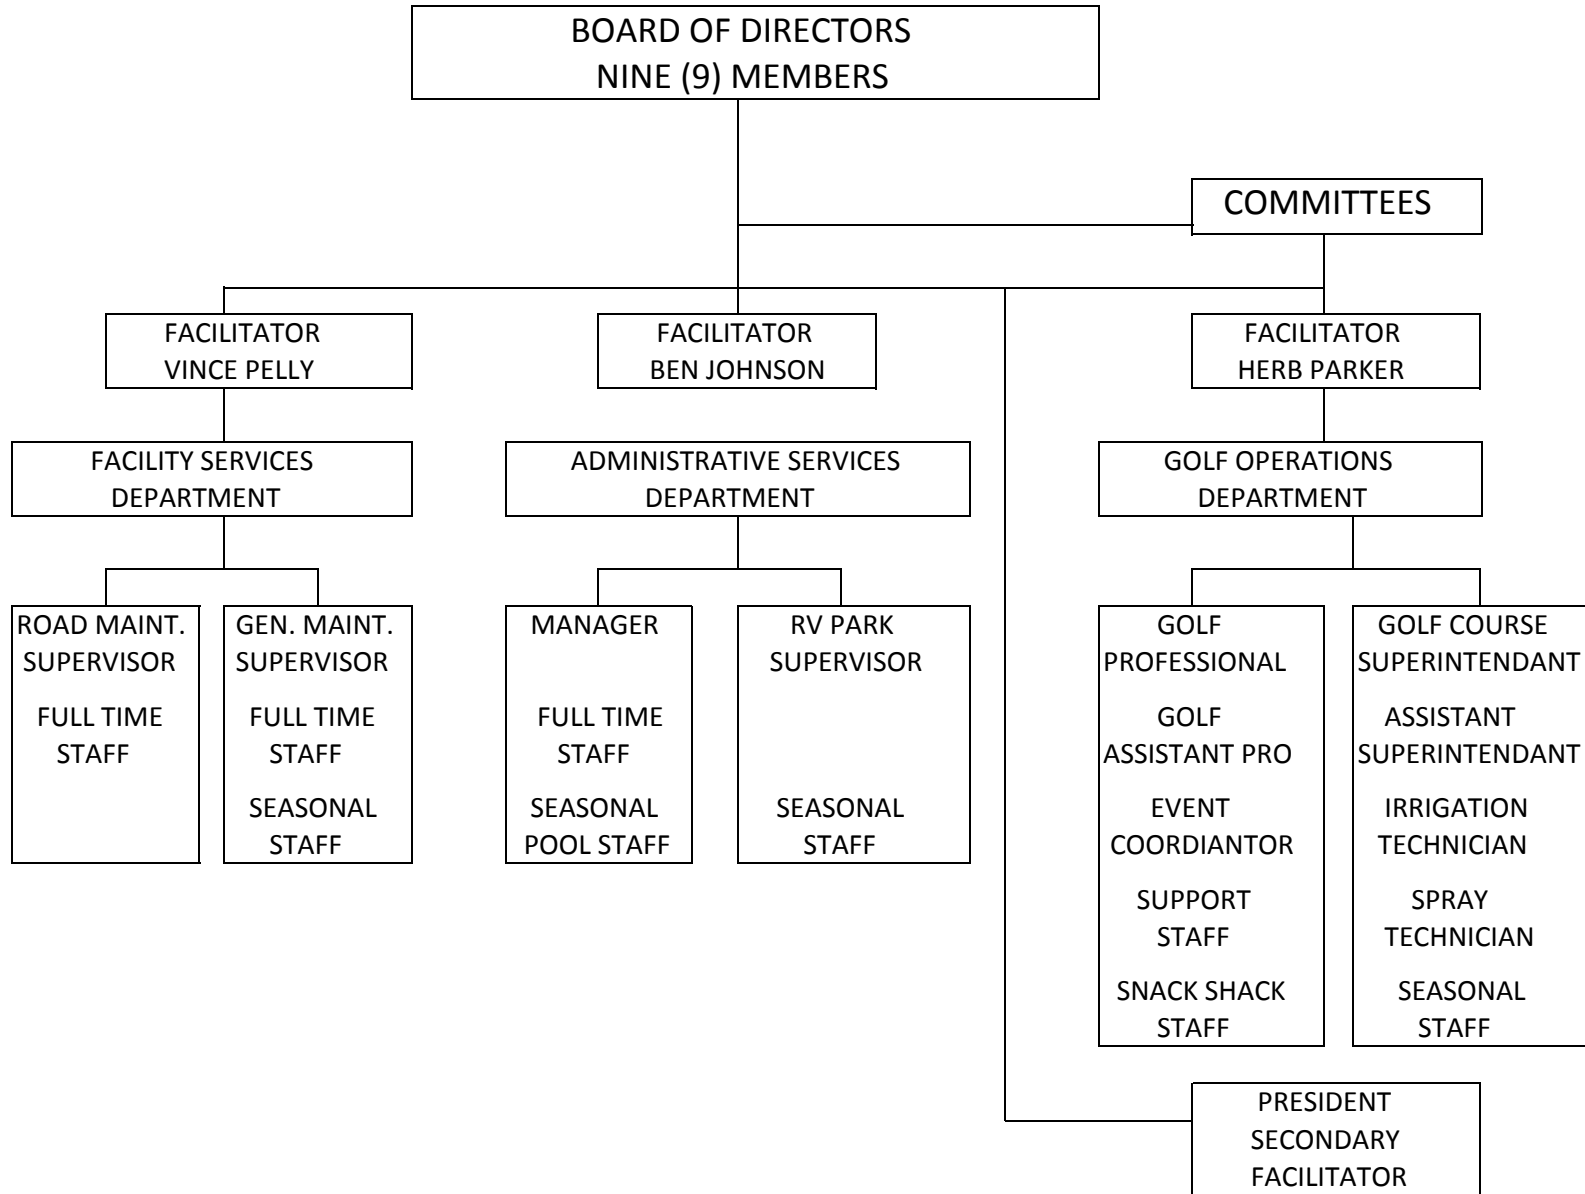 BOARD OF DIRECTORS
NINE (9) MEMBERS
COMMITTEES
FACILITATOR
VINCE PELLY
FACILITATOR
BEN JOHNSON
FACILITATOR
HERB PARKER
FACILITY SERVICES
DEPARTMENT
ADMINISTRATIVE SERVICES
DEPARTMENT
GOLF OPERATIONS
DEPARTMENT
ROAD MAINT.
SUPERVISOR
FULL TIME
STAFF
GEN. MAINT.
SUPERVISOR
FULL TIME
STAFF
SEASONAL
STAFF
MANAGER
FULL TIME
STAFF
SEASONAL
POOL STAFF
RV PARK
SUPERVISOR
SEASONAL
STAFF
GOLF
PROFESSIONAL
GOLF
ASSISTANT PRO
EVENT
COORDIANTOR
SUPPORT
STAFF
SNACK SHACK
STAFF
GOLF COURSE
SUPERINTENDANT
ASSISTANT
SUPERINTENDANT
IRRIGATION
TECHNICIAN
SPRAY
TECHNICIAN
SEASONAL
STAFF
PRESIDENT
SECONDARY
FACILITATOR